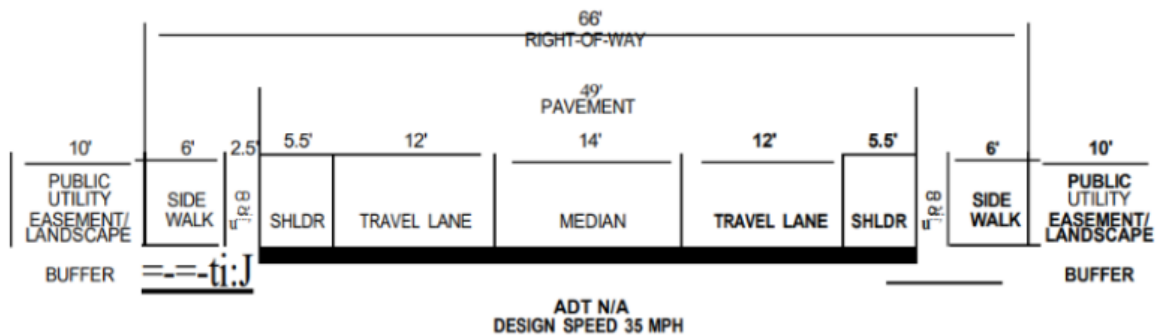 66'
RIGHT-OF-WAY
49'
PAVEMENT
10' 6' 2.5' 5.5' 12' 14' 12' 5.5' 6' 10'
PUBLIC
UTILITY
EASEMENT/
LANDSCAPE
BUFFER
SIDE
WALK
SHLDR
TRAVEL LANE
MEDIAN
TRAVEL LANE
SHLDR
SIDE
WALK
PUBLIC
UTILITY
EASEMENT/
LANDSCAPE
BUFFER
=-=-ti:J
ADT N/A
DESIGN SPEED 35 MPH